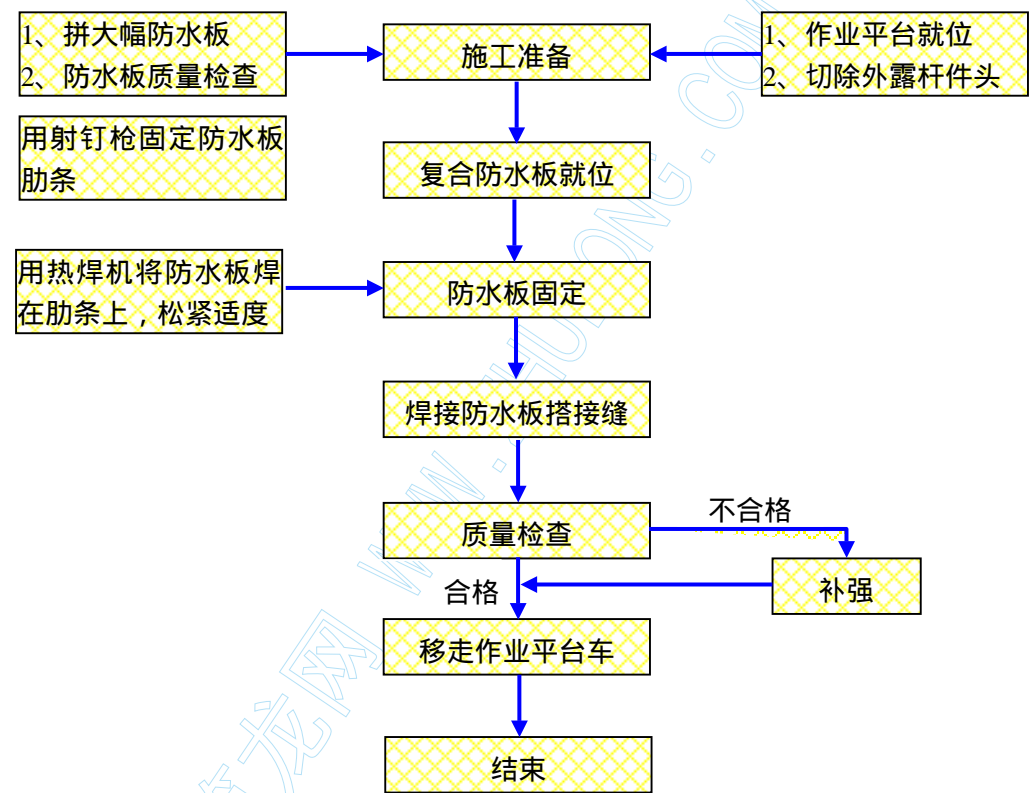 1、拼大幅防水板
2、防水板质量检查
施工准备
1、作业平台就位
2、切除外露杆件头
用射钉枪固定防水板
肋条
复合防水板就位
用热焊机将防水板焊
在肋条上，松紧适度
防水板固定
焊接防水板搭接缝
质量检查
不合格
合格
补强
移走作业平台车
结束